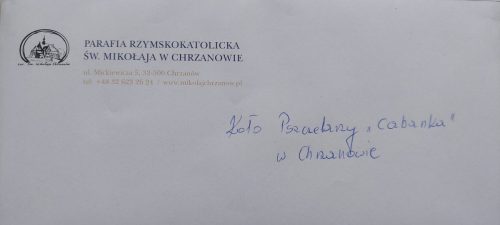 PARAFIA RZYMSKOKATOLICKA
ŚW. MIKOŁAJA W CHRZANOWIE
ul. Mickiewicza 5, 32-500 Chrzanów
tel. +48 32 623 26 21 / www.mikolajchrzanow.pl
Koło Pszczelarzy „Cabanka"
w Chrzanowie